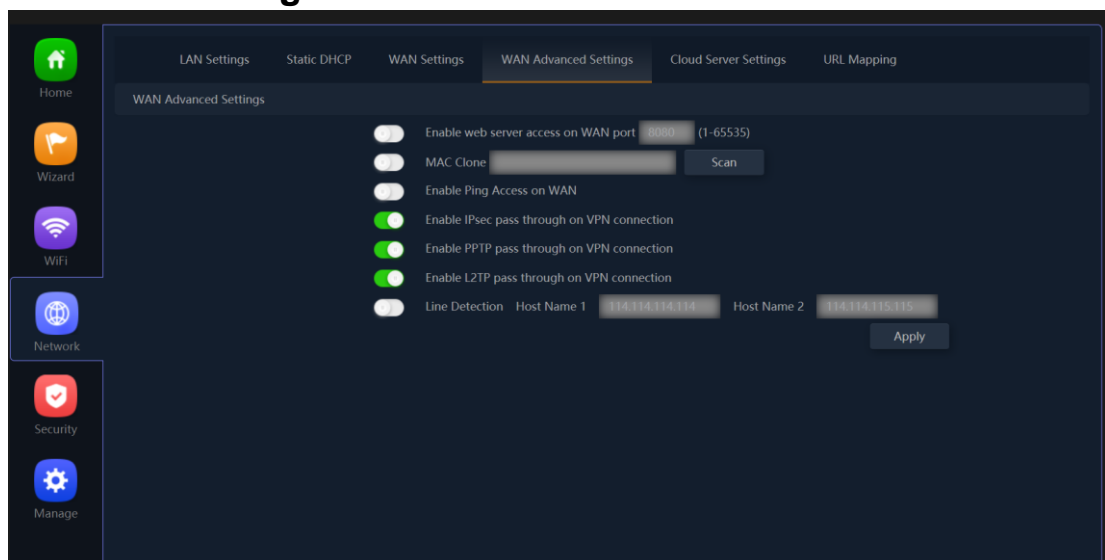 LAN Settings Static DHCP WAN Settings WAN Advanced Settings Cloud Server Settings URL Mapping
WAN Advanced Settings
Home
Wizard
WiFi
Network
Security
Manage
Enable web server access on WAN port 8080 (1-65535)
MAC Clone Scan
Enable Ping Access on WAN
Enable IPsec pass through on VPN connection
Enable PPTP pass through on VPN connection
Enable L2TP pass through on VPN connection
Line Detection Host Name 1 114.114.114.114 Host Name 2 114.114.115.115
Apply